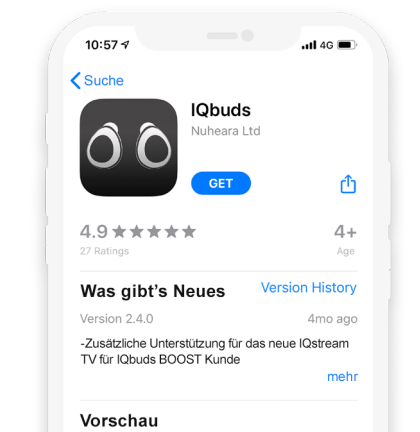 10:57
4G
Suche
IQbuds
Nuheara Ltd
GET
4.9 4+
27 Ratings Age
Was gibt's Neues Version History
Version 2.4.0 4mo ago
-Zusätzliche Unterstützung für das neue IQstream
TV für IQbuds BOOST Kunde
mehr
Vorschau